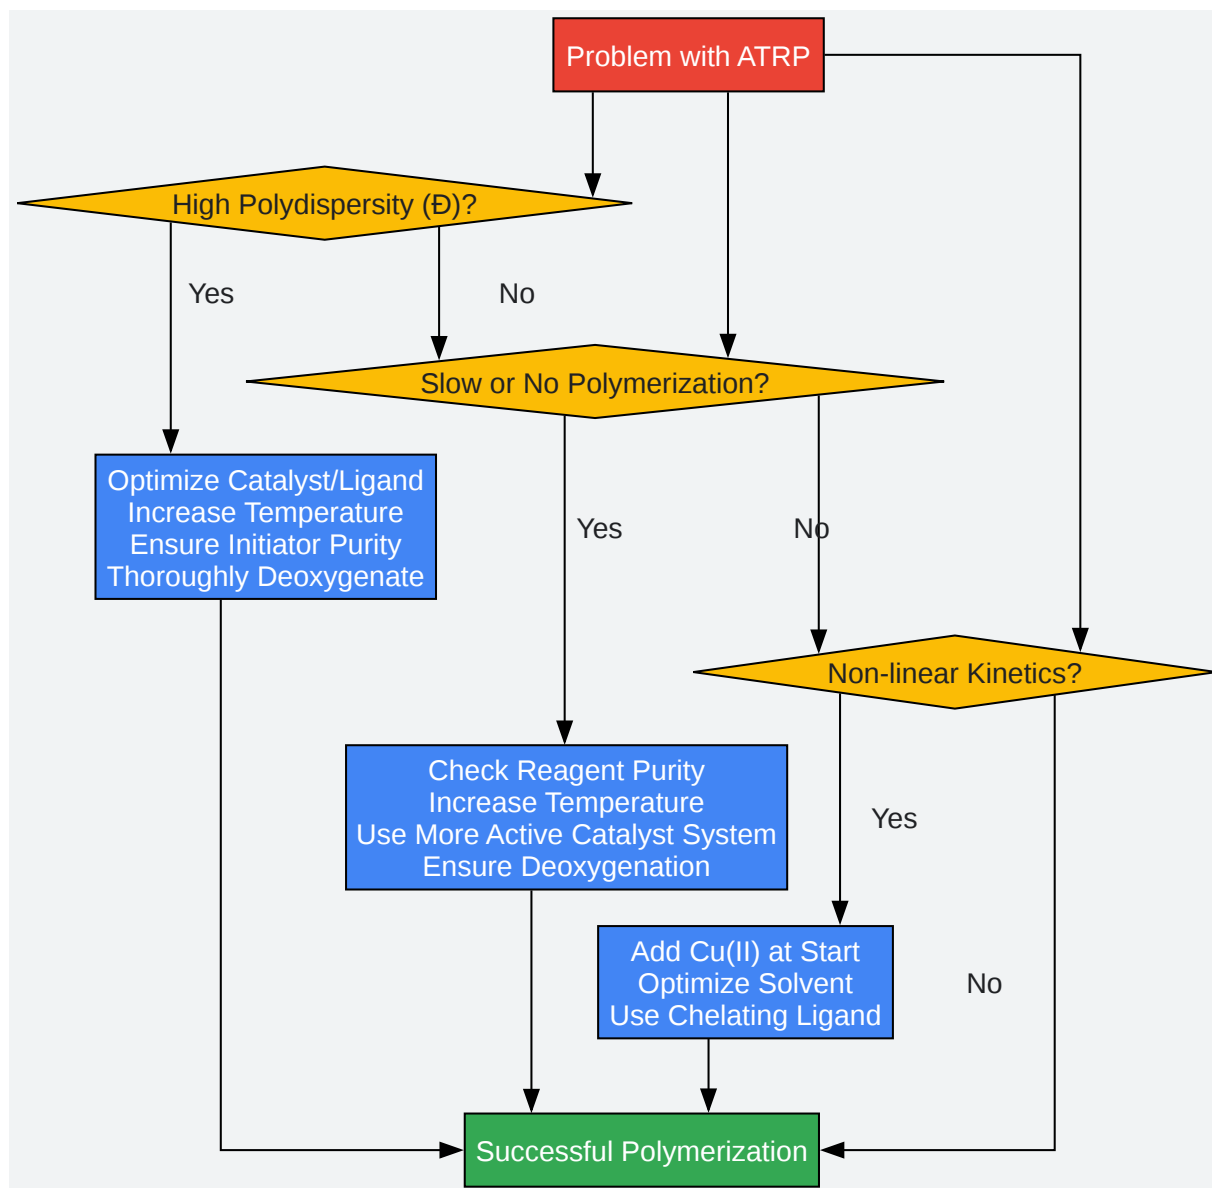 Problem with ATRP
High Polydispersity (Đ)?
Yes
No
Slow or No Polymerization?
Optimize Catalyst/Ligand
Increase Temperature
Ensure Initiator Purity
Thoroughly Deoxygenate
Yes
No
Non-linear Kinetics?
Check Reagent Purity
Increase Temperature
Use More Active Catalyst System
Ensure Deoxygenation
Yes
Add Cu(II) at Start
Optimize Solvent
Use Chelating Ligand
No
Successful Polymerization